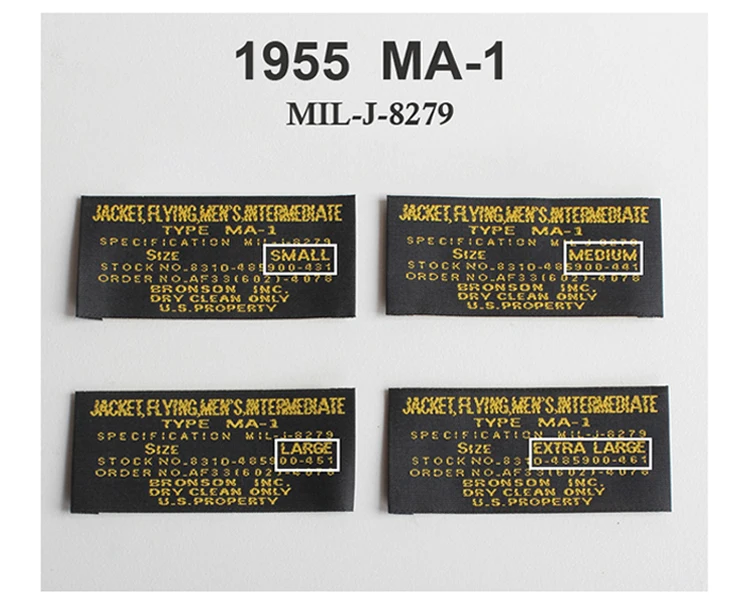 1955 MA-1
MIL-J-8279
JACKET,FLYING,MEN'S,INTERMEDIATE
TYPE MA-1
SPECIFICATION MIL-J-8279
SIZE SMALL
STOCK NO.8310-485900-431
ORDER NO.AF33(602)-4078
BRONSON INC.
DRY CLEAN ONLY
U.S.PROPERTY
JACKET,FLYING,MEN'S,INTERMEDIATE
TYPE MA-1
SPECIFICATION MIL-J-8279
SIZE MEDIUM
STOCK NO.8310-485900-441
ORDER NO.AF33(602)-4078
BRONSON INC.
DRY CLEAN ONLY
U.S.PROPERTY
JACKET,FLYING,MEN'S,INTERMEDIATE
TYPE MA-1
SPECIFICATION MIL-J-8279
SIZE LARGE
STOCK NO.8310-485900-451
ORDER NO.AF33(602)-4078
BRONSON INC.
DRY CLEAN ONLY
U.S.PROPERTY
JACKET,FLYING,MEN'S,INTERMEDIATE
TYPE MA-1
SPECIFICATION MIL-J-8279
SIZE EXTRA LARGE
STOCK NO.8310-485900-461
ORDER NO.AF33(602)-4078
BRONSON INC.
DRY CLEAN ONLY
U.S.PROPERTY